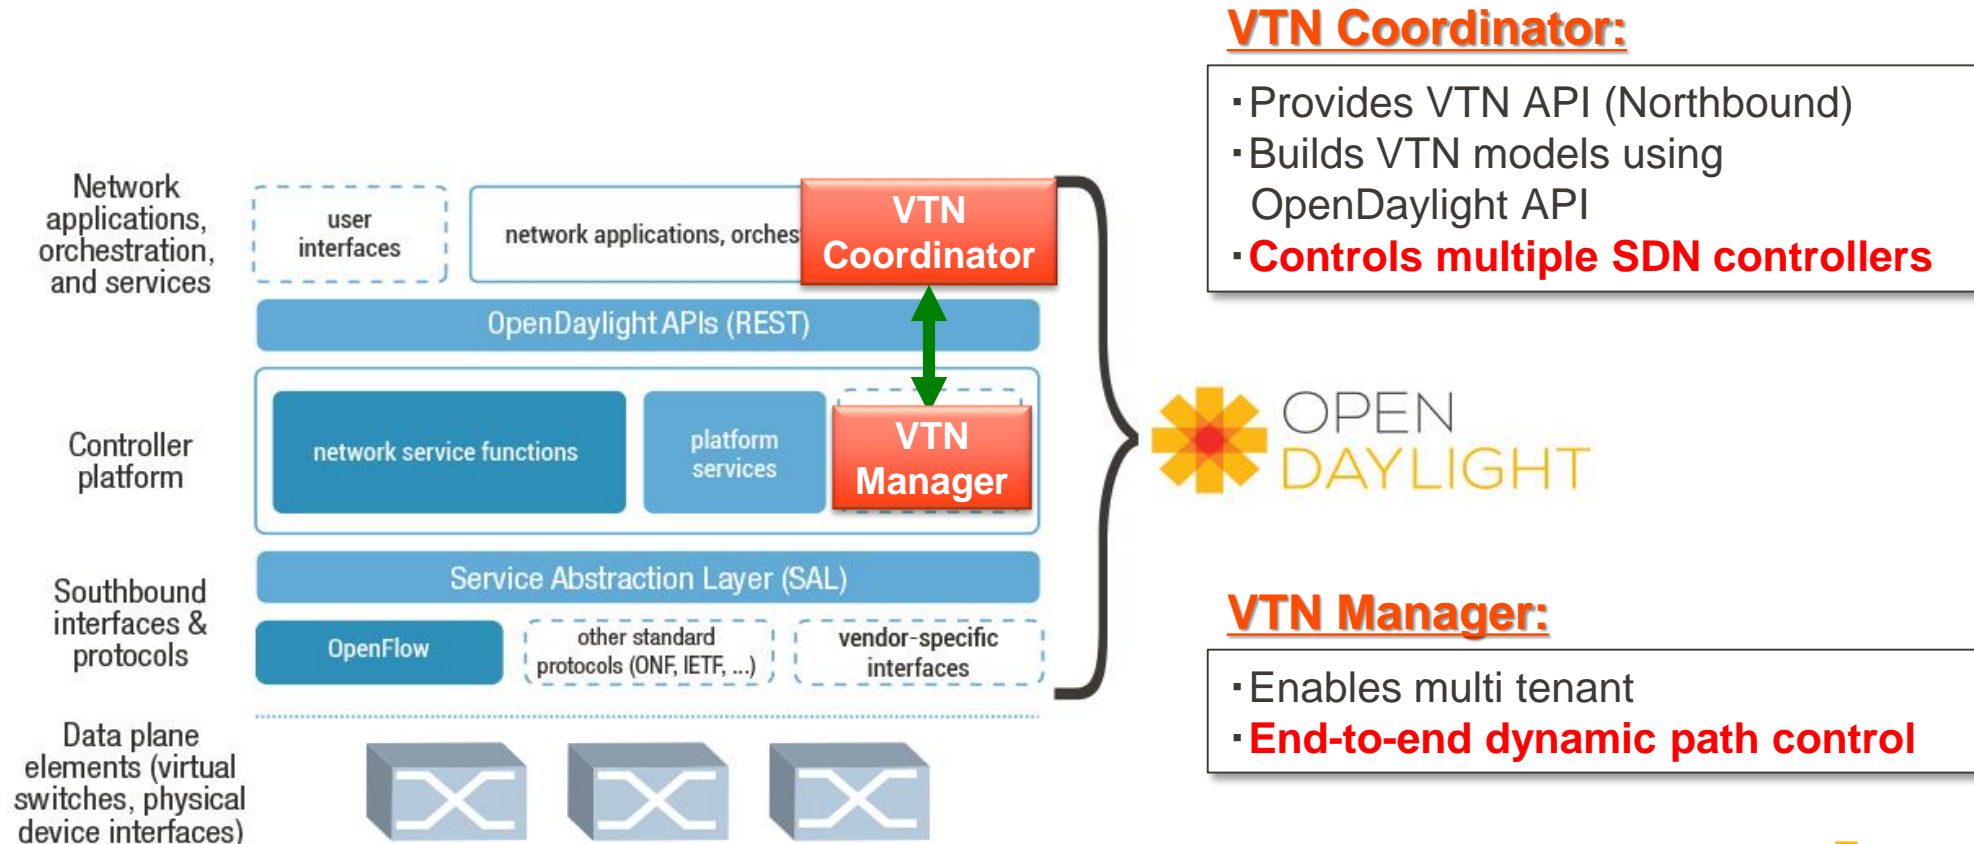 VTN Coordinator:
・Provides VTN API (Northbound)
・Builds VTN models using
OpenDaylight API
・Controls multiple SDN controllers
Network
applications,
orchestration,
and services
user
interfaces
network applications, orches
VTN
Coordinator
OpenDaylight APIs (REST)
Controller
platform
network service functions
platform
services
VTN
Manager
OPEN
DAYLIGHT
Southbound
interfaces &
protocols
Service Abstraction Layer (SAL)
OpenFlow
other standard
protocols (ONF, IETF, ...)
vendor-specific
interfaces
VTN Manager:
・Enables multi tenant
・End-to-end dynamic path control
Data plane
elements (virtual
switches, physical
device interfaces)